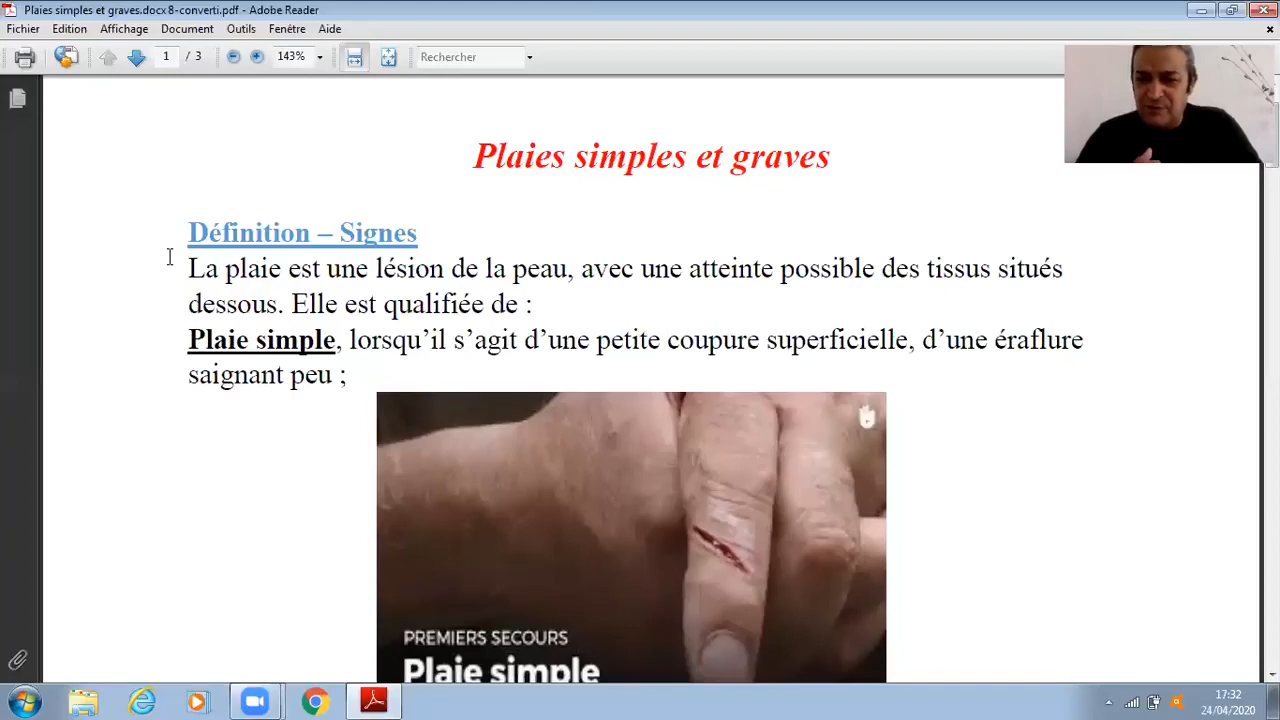 Plaies simples et graves.docx8-converti.pdf - Adobe Reader
Fichier Edition Affichage Document Outils Fenêtre Aide
1 / 3 143% Rechercher
Plaies simples et graves
Définition – Signes
La plaie est une lésion de la peau, avec une atteinte possible des tissus situés
dessous. Elle est qualifiée de :
Plaie simple, lorsqu’il s’agit d’une petite coupure superficielle, d’une éraflure
saignant peu ;
PREMIERS SECOURS
Plaie simple
17:32
24/04/2020